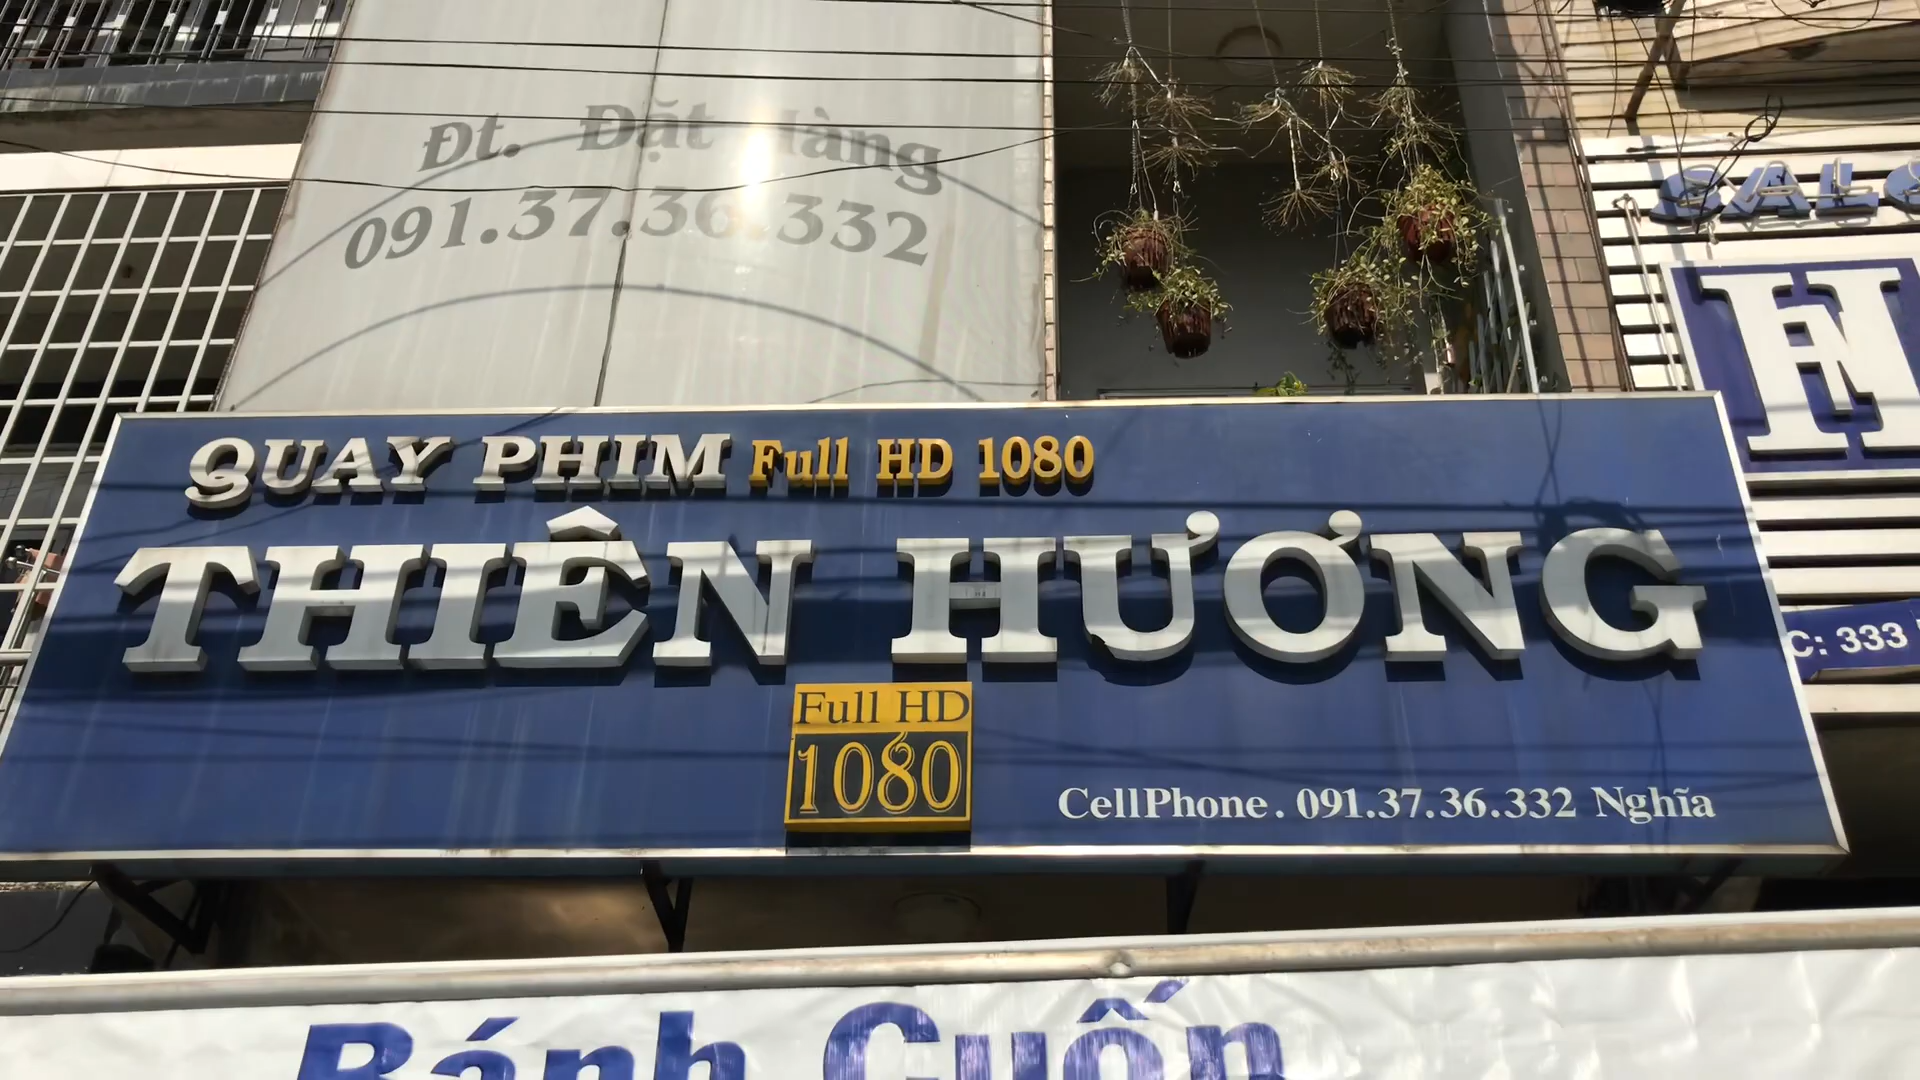 Đt. Đặt Hàng
091.37.36.332
QUAY PHIM Full HD 1080
THIÊN HƯƠNG
Full HD
1080
CellPhone. 091.37.36.332 Nghĩa
C: 333
Bánh Cuốn